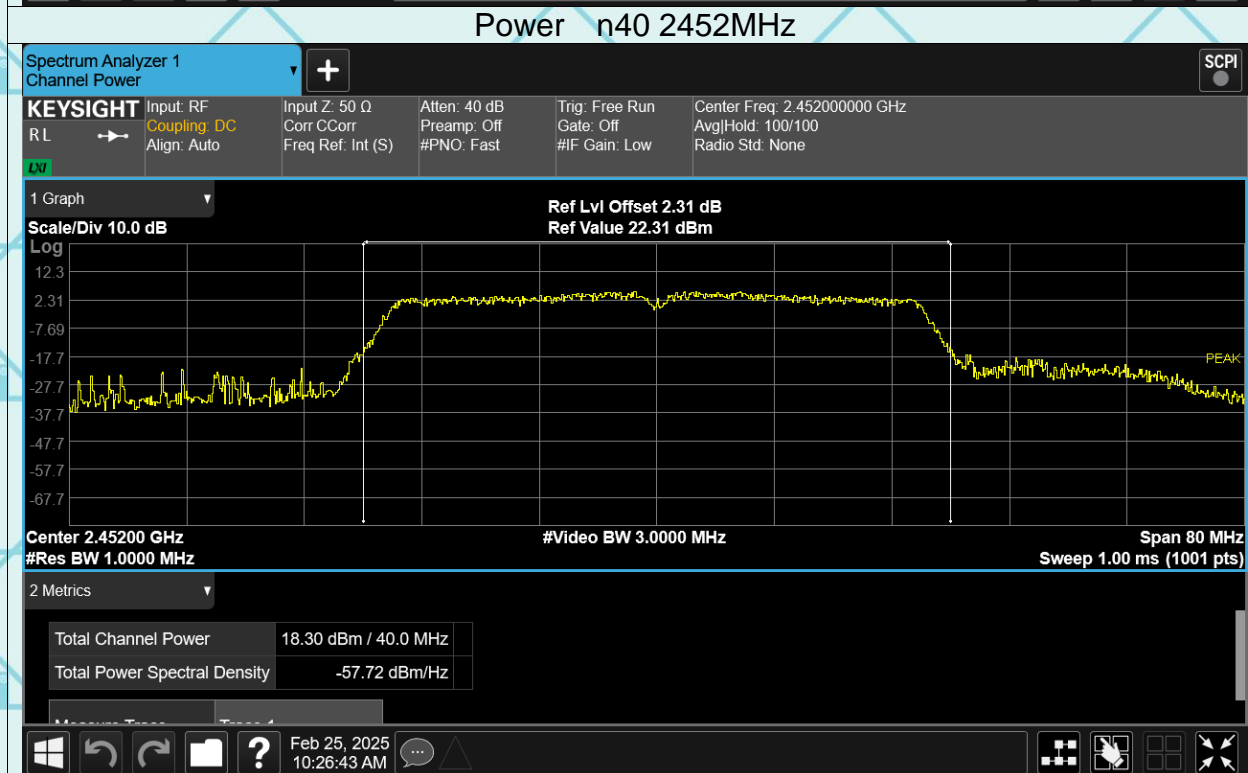 Power n40 2452MHz
Spectrum Analyzer 1
Channel Power
SCPI
KEYSIGHT
R L
LXI
Input: RF
Coupling: DC
Align: Auto
Input Z: 50 Ω
Corr CCorr
Freq Ref: Int (S)
Atten: 40 dB
Preamp: Off
#PNO: Fast
Trig: Free Run
Gate: Off
#IF Gain: Low
Center Freq: 2.452000000 GHz
Avg|Hold: 100/100
Radio Std: None
1 Graph
Scale/Div 10.0 dB
Ref Lvl Offset 2.31 dB
Ref Value 22.31 dBm
Log
12.3
2.31
-7.69
-17.7
-27.7
-37.7
-47.7
-57.7
-67.7
PEAK
Center 2.45200 GHz
#Video BW 3.0000 MHz
Span 80 MHz
#Res BW 1.0000 MHz
Sweep 1.00 ms (1001 pts)
2 Metrics
Total Channel Power 18.30 dBm / 40.0 MHz
Total Power Spectral Density -57.72 dBm/Hz
Measure Trace Trace 1
?
Feb 25, 2025
10:26:43 AM